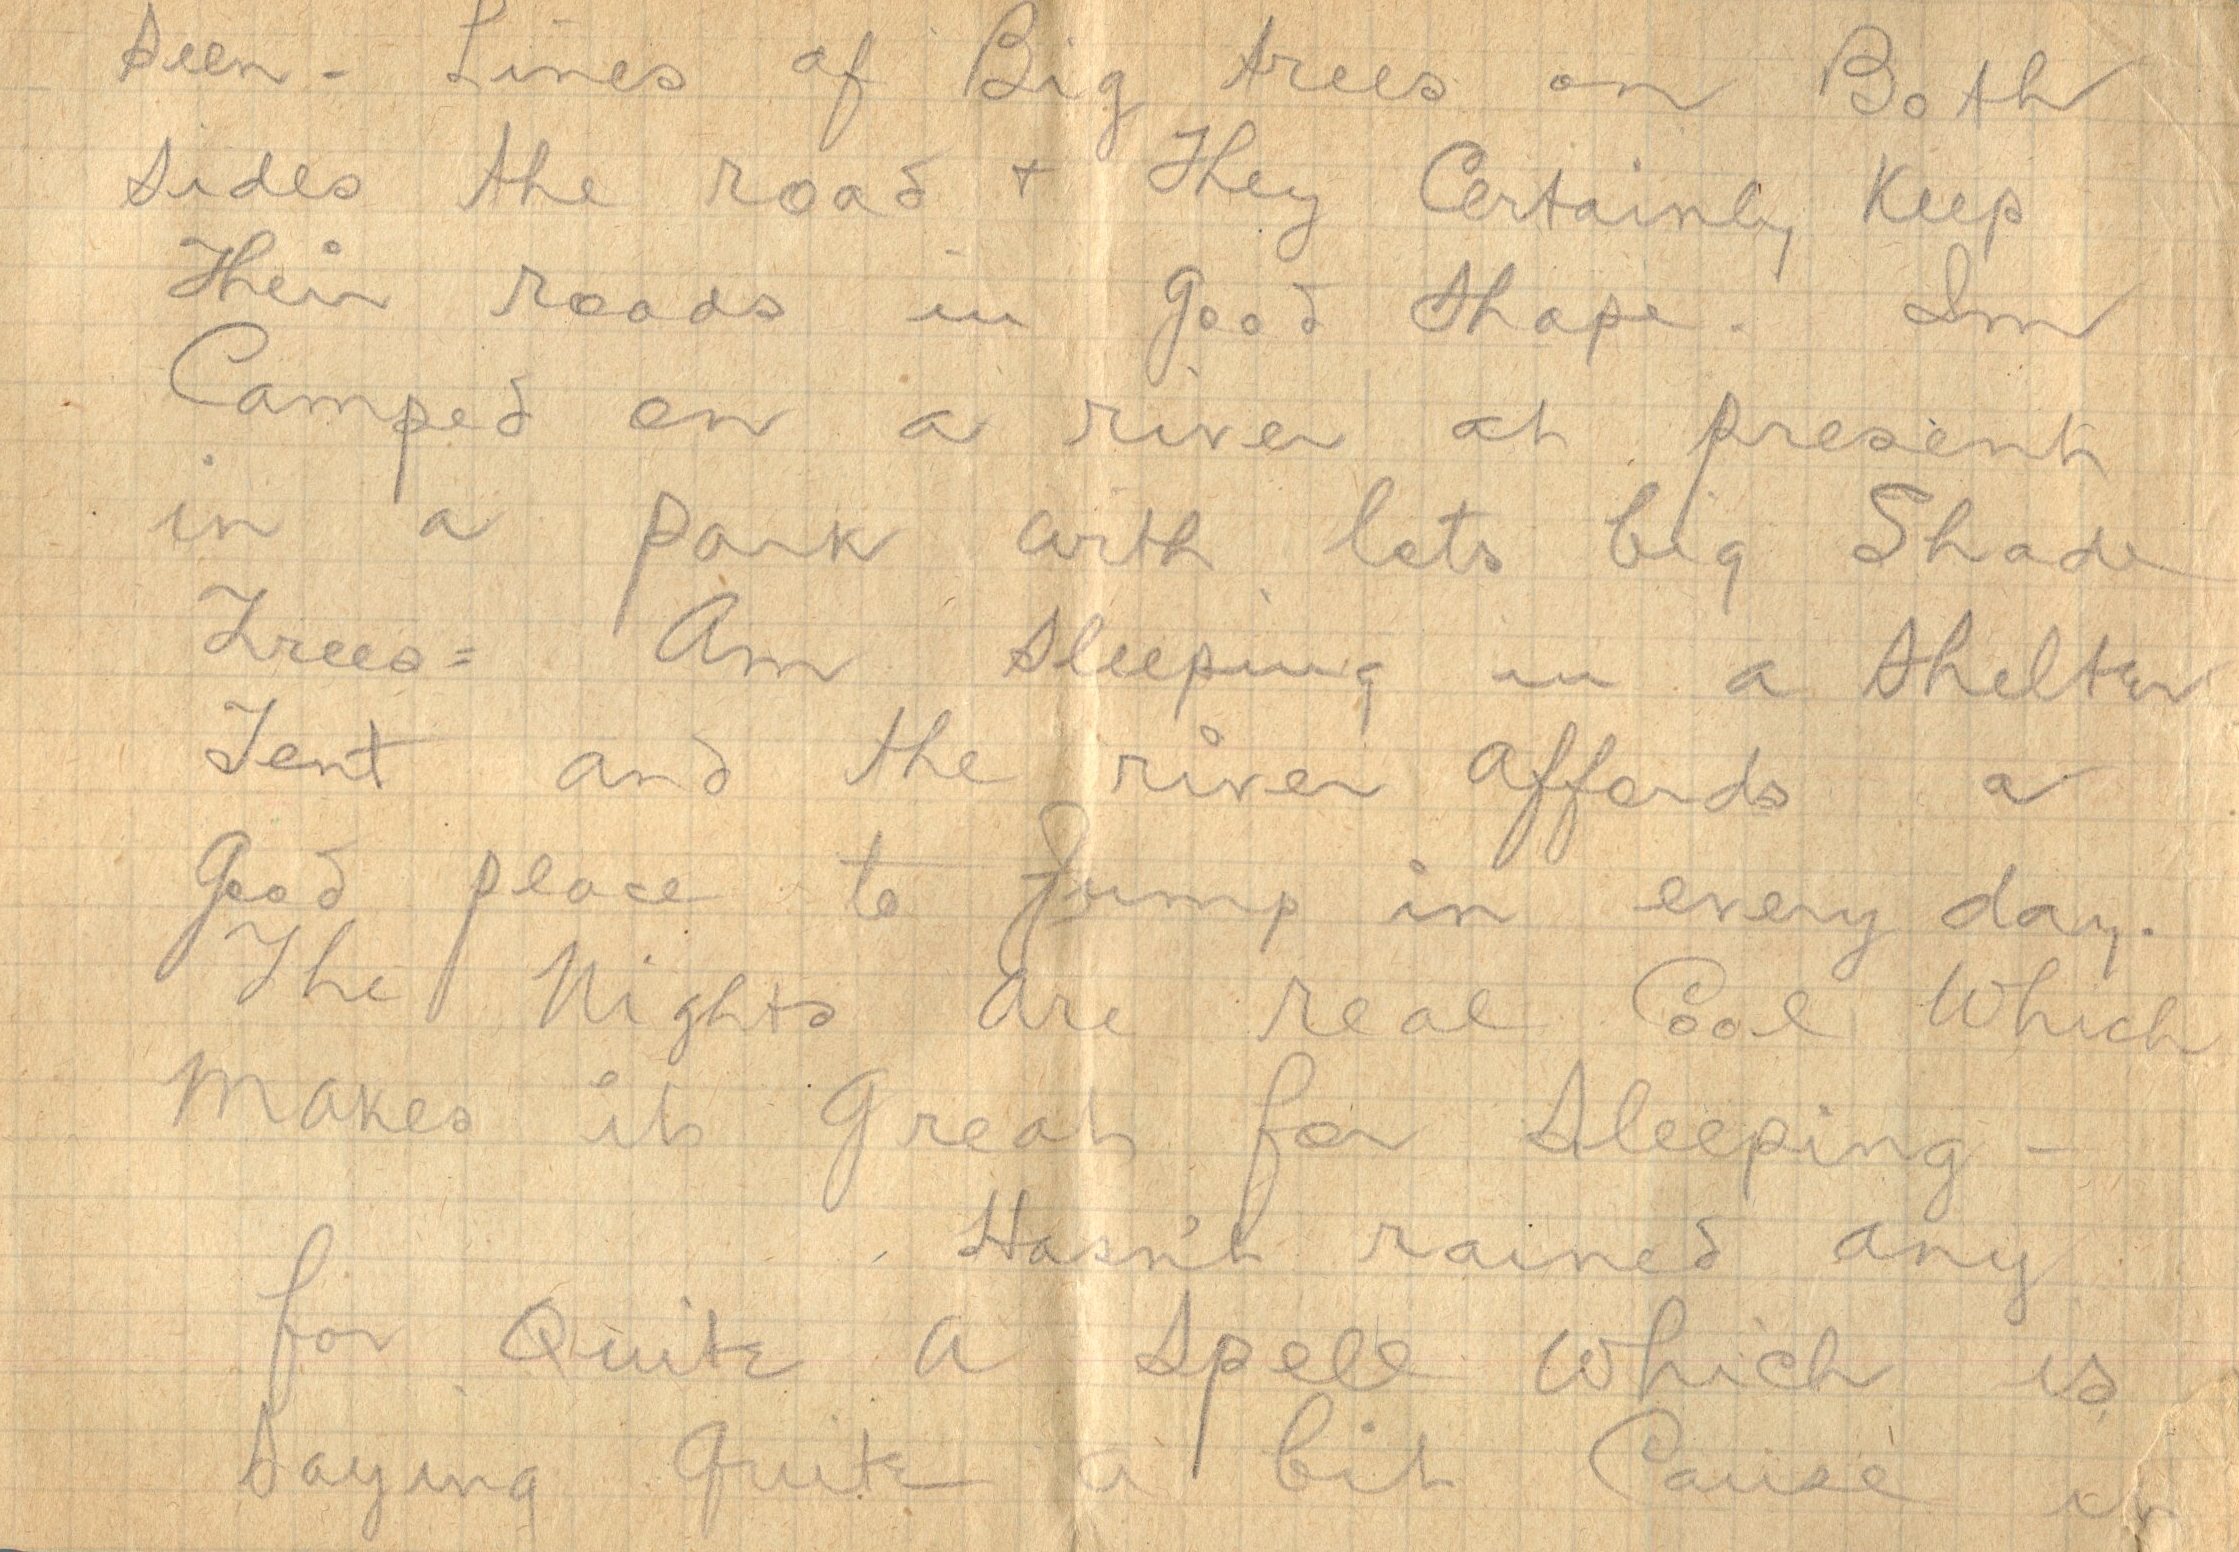 seen - Lines of Big trees on Both
sides the road + They Certainly Keep
Their roads in good shape. Im
Camped on a river at present
in a park with lots big Shade
Trees = Am sleeping in a shelter
Tent and the river affords a
good place to Jump in every day.
The Nights are real Cool Which
Makes it Great for Sleeping -
Hasn't rained any
for Quite a spell which is
saying quite a bit Cause in